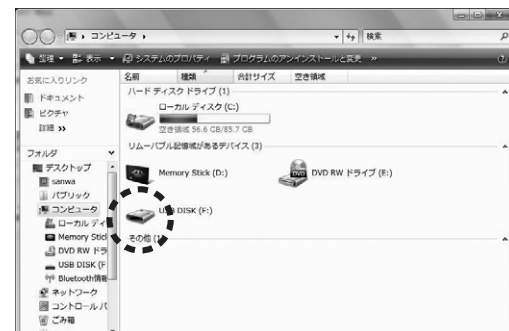 コンピュータ
検索
整理 表示 システムのプロパティ プログラムのアンインストールと変更 »
お気に入りリンク
ドキュメント
ピクチャ
詳細 »
フォルダ
デスクトップ
sanwa
パブリック
コンピュータ
ローカル ディ
Memory Stick
DVD RW ドラ
USB DISK (F
Bluetooth情報
ネットワーク
コントロール パ
ごみ箱
名前 種類 合計サイズ 空き領域
ハード ディスク ドライブ (1)
ローカル ディスク (C:)
空き領域 56.6 GB/85.7 GB
リムーバブル記憶域があるデバイス (3)
Memory Stick (D:)
DVD RW ドライブ (E:)
USB DISK (F:)
その他 (1)